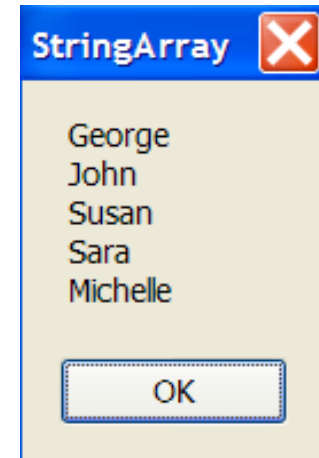 StringArray
George
John
Susan
Sara
Michelle
OK